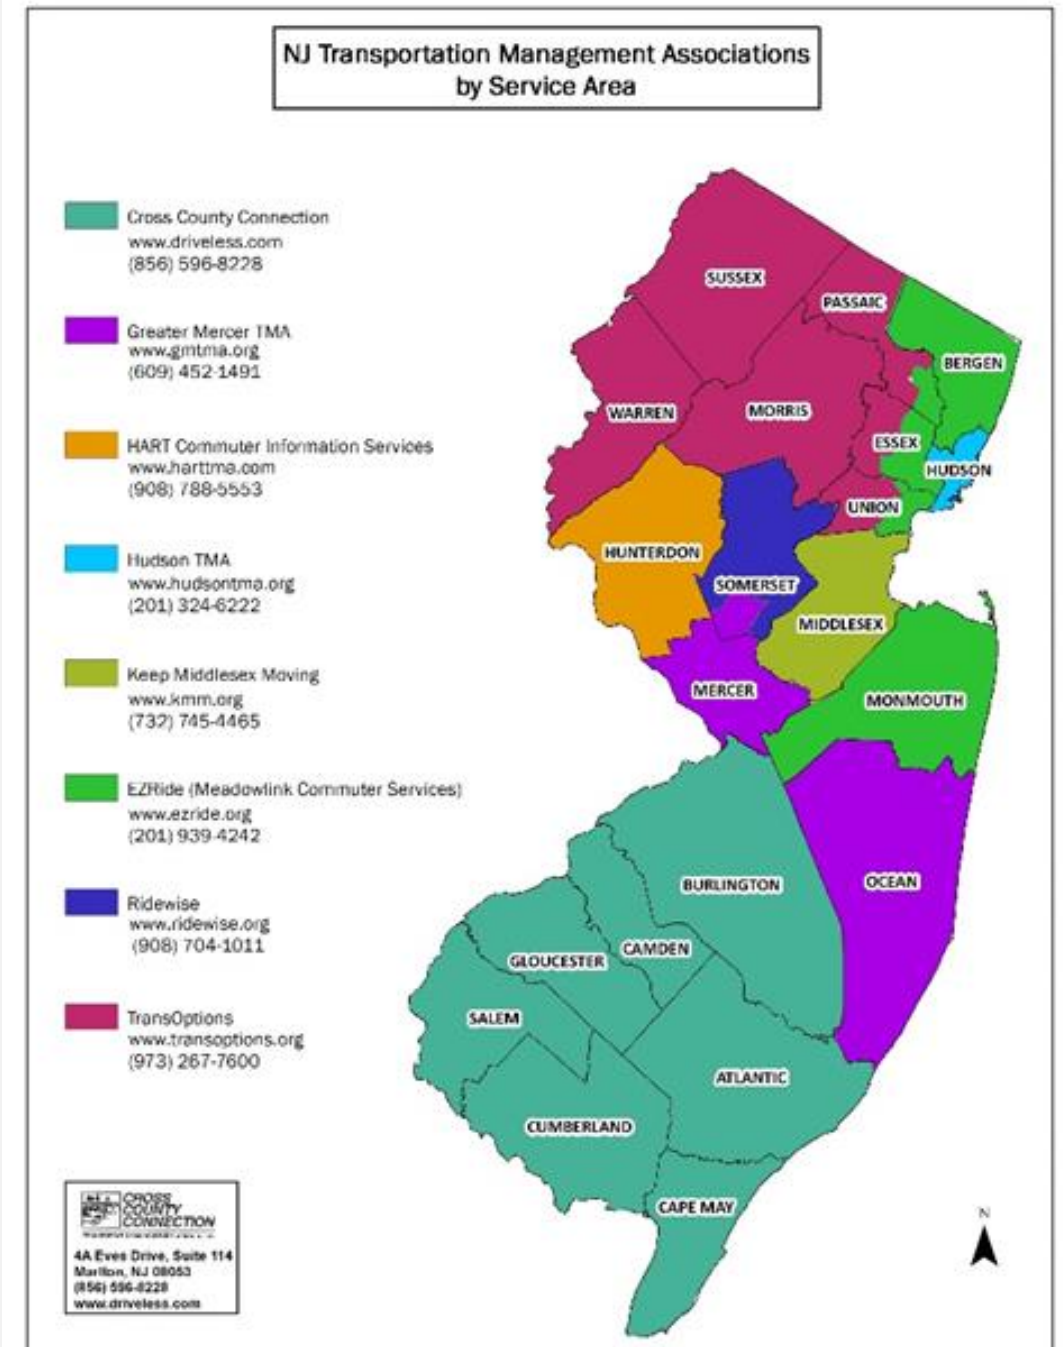 NJ Transportation Management Associations
by Service Area
Cross County Connection
www.driveless.com
(856) 596-8228
Greater Mercer TMA
www.gmtma.org
(609) 452-1491
HART Commuter Information Services
www.harttma.com
(908) 788-5553
Hudson TMA
www.hudsontma.org
(201) 324-6222
Keep Middlesex Moving
www.kmm.org
(732) 745-4465
EZRide (Meadowlink Commuter Services)
www.ezride.org
(201) 939-4242
Ridewise
www.ridewise.org
(908) 704-1011
TransOptions
www.transoptions.org
(973) 267-7600
SUSSEX
PASSAIC
BERGEN
WARREN
MORRIS
ESSEX
HUDSON
UNION
HUNTERDON
SOMERSET
MIDDLESEX
MERCER
MONMOUTH
OCEAN
BURLINGTON
CAMDEN
GLOUCESTER
SALEM
ATLANTIC
CUMBERLAND
CAPE MAY
N
CROSS
COUNTY
CONNECTION
4A Eves Drive, Suite 114
Marlton, NJ 08053
(856) 596-8228
www.driveless.com